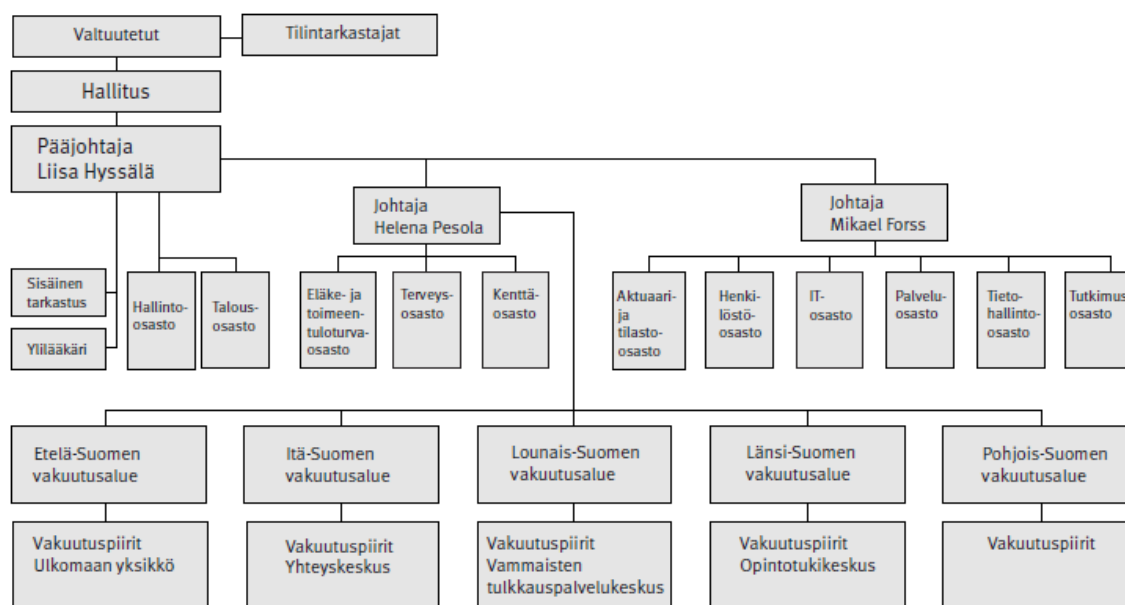 Valtuutetut
Tilintarkastajat
Hallitus
Pääjohtaja
Liisa Hyssälä
Johtaja
Helena Pesola
Johtaja
Mikael Forss
Sisäinen
tarkastus
Ylilääkäri
Hallinto-
osasto
Talous-
osasto
Eläke- ja
toimeen-
tuloturva-
osasto
Terveys-
osasto
Kenttä-
osasto
Aktuaari-
ja
tilasto-
osasto
Henki-
löstö-
osasto
IT-
osasto
Palvelu-
osasto
Tieto-
hallinto-
osasto
Tutkimus
osasto
Etelä-Suomen
vakuutusalue
Itä-Suomen
vakuutusalue
Lounais-Suomen
vakuutusalue
Länsi-Suomen
vakuutusalue
Pohjois-Suomen
vakuutusalue
Vakuutuspiirit
Ulkomaan yksikkö
Vakuutuspiirit
Yhteyskeskus
Vakuutuspiirit
Vammaisten
tulkkauspalvelukeskus
Vakuutuspiirit
Opintotukikeskus
Vakuutuspiirit